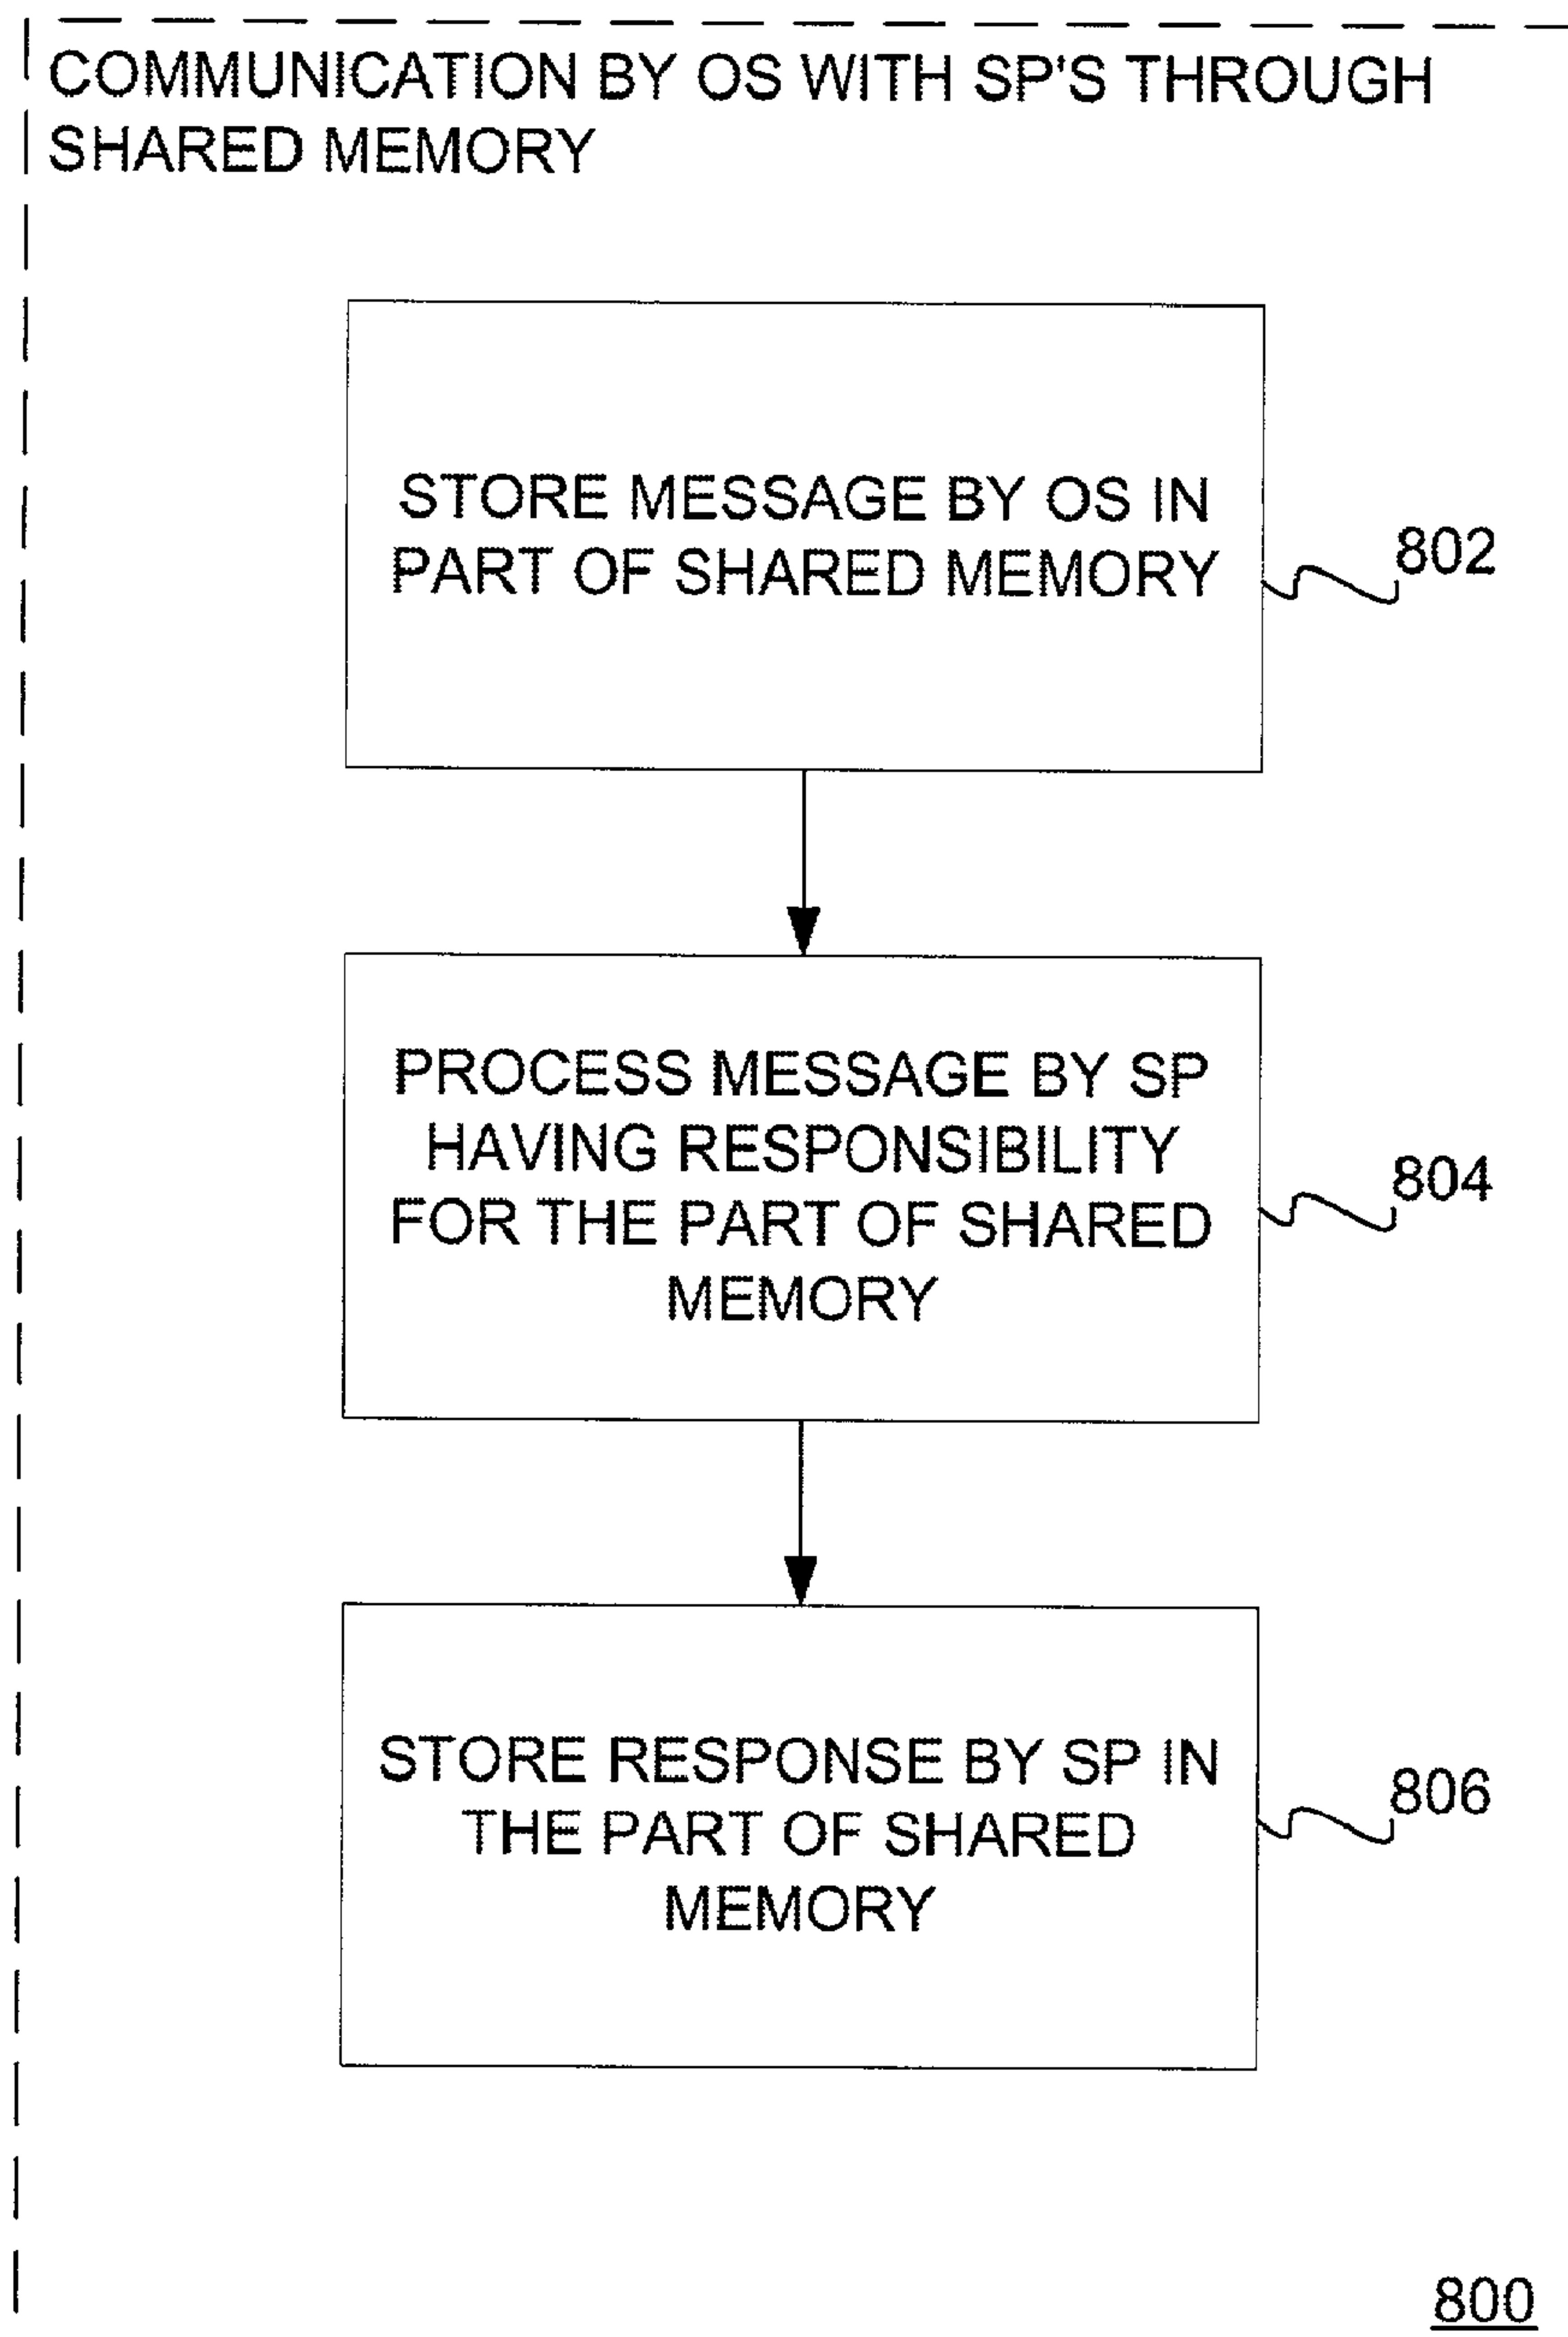 COMMUNICATION BY OS WITH SP'S THROUGH
SHARED MEMORY
STORE MESSAGE BY OS IN
PART OF SHARED MEMORY
802
PROCESS MESSAGE BY SP
HAVING RESPONSIBILITY
FOR THE PART OF SHARED
MEMORY
804
STORE RESPONSE BY SP IN
THE PART OF SHARED
MEMORY
806
800